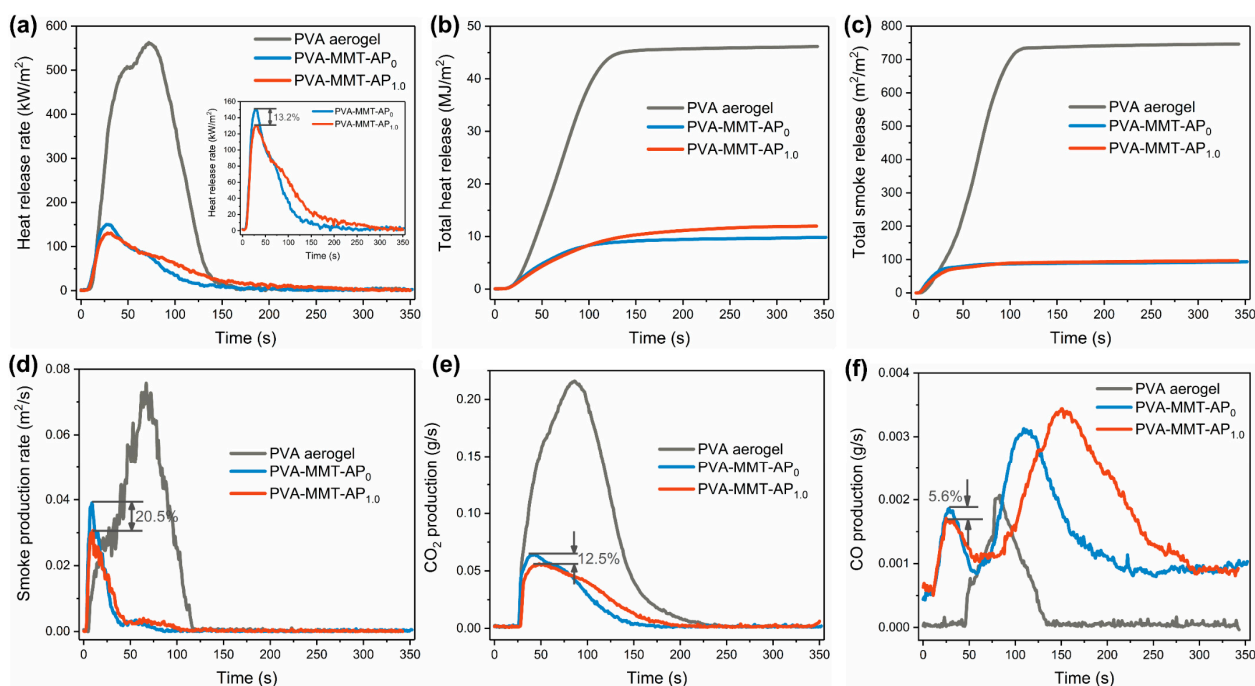 (a)
600
500
400
300
200
100
0
Heat release rate (kW/m²)
PVA aerogel
PVA-MMT-AP₀
PVA-MMT-AP₁.₀
160
140
120
100
80
60
40
20
0
Heat release rate (kW/m²)
13.2%
PVA-MMT-AP₀
PVA-MMT-AP₁.₀
0 50 100 150 200 250 300 350
Time (s)
0 50 100 150 200 250 300 350
Time (s)
(b)
50
40
30
20
10
0
Total heat release (MJ/m²)
PVA aerogel
PVA-MMT-AP₀
PVA-MMT-AP₁.₀
0 50 100 150 200 250 300 350
Time (s)
(c)
800
700
600
500
400
300
200
100
0
Total smoke release (m²/m²)
PVA aerogel
PVA-MMT-AP₀
PVA-MMT-AP₁.₀
0 50 100 150 200 250 300 350
Time (s)
(d)
0.08
0.06
0.04
0.02
0.00
Smoke production rate (m²/s)
PVA aerogel
PVA-MMT-AP₀
PVA-MMT-AP₁.₀
20.5%
0 50 100 150 200 250 300 350
Time (s)
(e)
0.20
0.15
0.10
0.05
0.00
CO₂ production (g/s)
PVA aerogel
PVA-MMT-AP₀
PVA-MMT-AP₁.₀
12.5%
0 50 100 150 200 250 300 350
Time (s)
(f)
0.004
0.003
0.002
0.001
0.000
CO production (g/s)
PVA aerogel
PVA-MMT-AP₀
PVA-MMT-AP₁.₀
5.6%
0 50 100 150 200 250 300 350
Time (s)